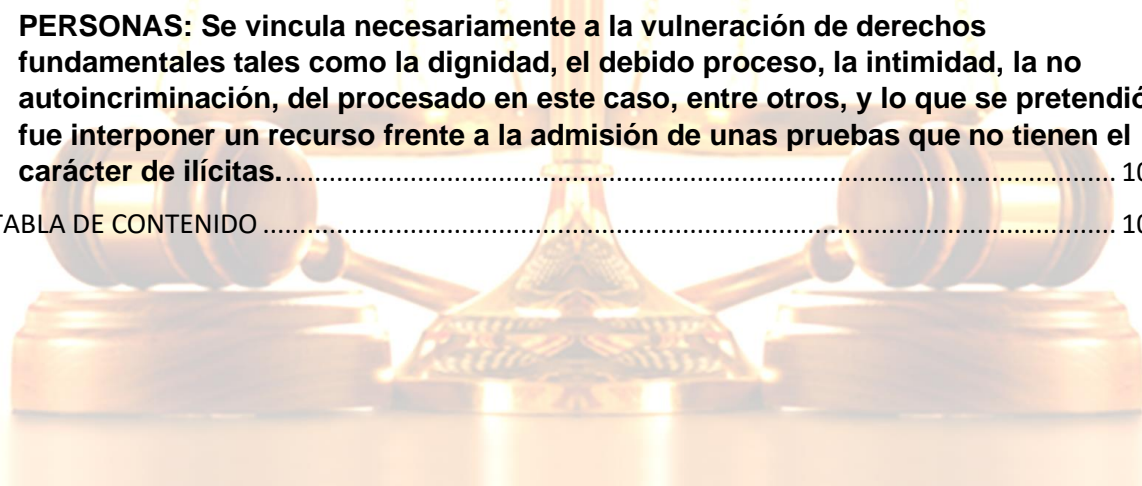 PERSONAS: Se vincula necesariamente a la vulneración de derechos
fundamentales tales como la dignidad, el debido proceso, la intimidad, la no
autoincriminación, del procesado en este caso, entre otros, y lo que se pretendió
fue interponer un recurso frente a la admisión de unas pruebas que no tienen el
carácter de ilícitas. ........................................................................................................ 10
TABLA DE CONTENIDO ........................................................................................................ 10